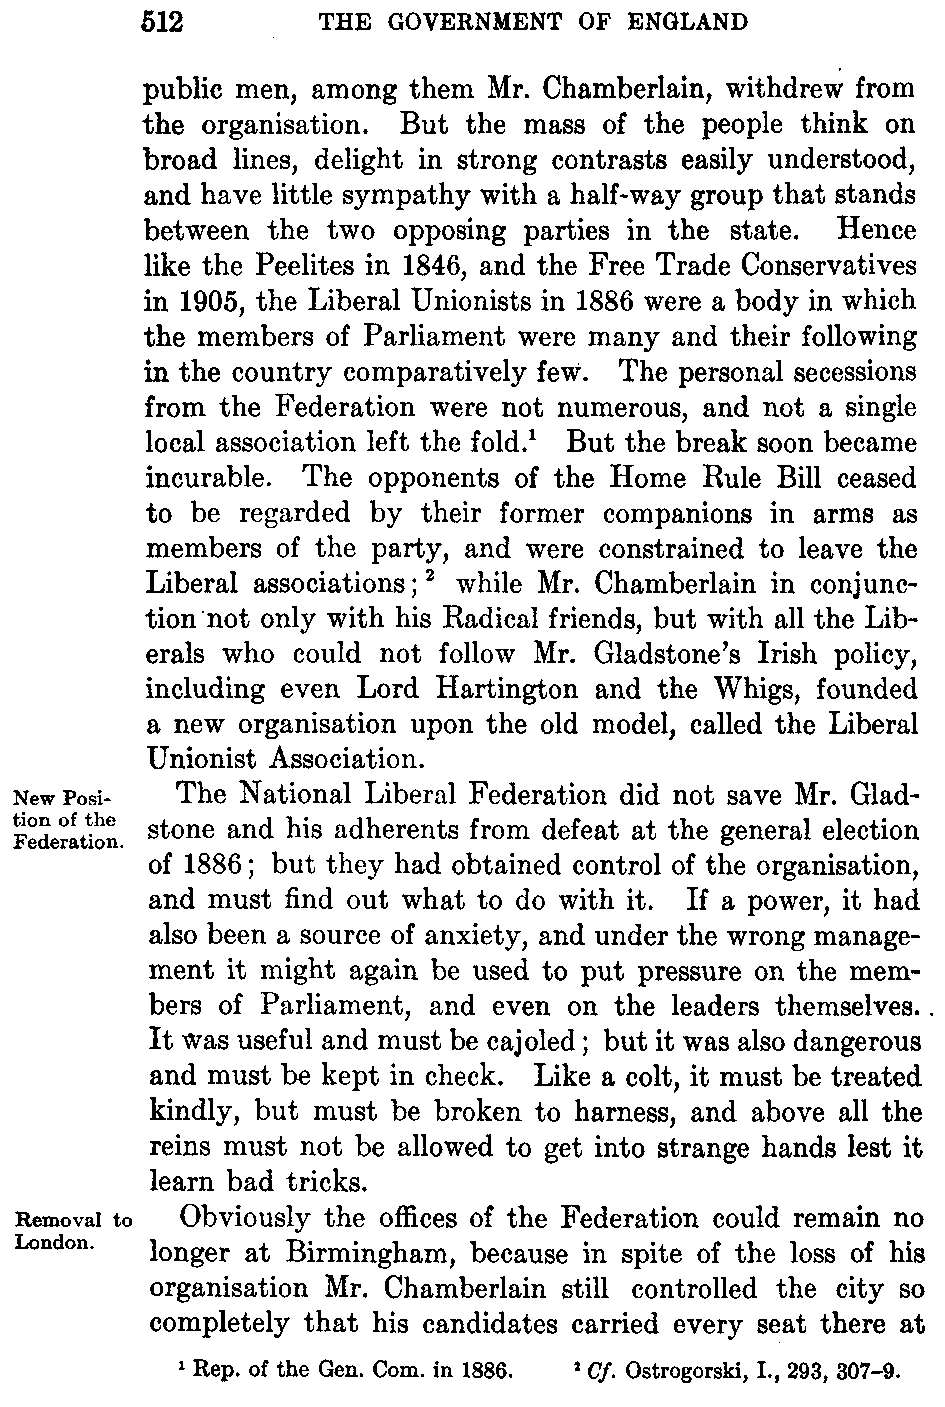 512 THE GOVERNMENT OF ENGLAND
public men, among them Mr. Chamberlain, withdrew from
the organisation. But the mass of the people think on
broad lines, delight in strong contrasts easily understood,
and have little sympathy with a half-way group that stands
between the two opposing parties in the state. Hence
like the Peelites in 1846, and the Free Trade Conservatives
in 1905, the Liberal Unionists in 1886 were a body in which
the members of Parliament were many and their following
in the country comparatively few. The personal secessions
from the Federation were not numerous, and not a single
local association left the fold.¹ But the break soon became
incurable. The opponents of the Home Rule Bill ceased
to be regarded by their former companions in arms as
members of the party, and were constrained to leave the
Liberal associations; ² while Mr. Chamberlain in conjunc-
tion not only with his Radical friends, but with all the Lib-
erals who could not follow Mr. Gladstone's Irish policy,
including even Lord Hartington and the Whigs, founded
a new organisation upon the old model, called the Liberal
Unionist Association.
New Posi-
tion of the
Federation.
The National Liberal Federation did not save Mr. Glad-
stone and his adherents from defeat at the general election
of 1886; but they had obtained control of the organisation,
and must find out what to do with it. If a power, it had
also been a source of anxiety, and under the wrong manage-
ment it might again be used to put pressure on the mem-
bers of Parliament, and even on the leaders themselves.
It was useful and must be cajoled; but it was also dangerous
and must be kept in check. Like a colt, it must be treated
kindly, but must be broken to harness, and above all the
reins must not be allowed to get into strange hands lest it
learn bad tricks.
Removal to
London.
Obviously the offices of the Federation could remain no
longer at Birmingham, because in spite of the loss of his
organisation Mr. Chamberlain still controlled the city so
completely that his candidates carried every seat there at
¹ Rep. of the Gen. Com. in 1886. ² Cf. Ostrogorski, I., 293, 307-9.